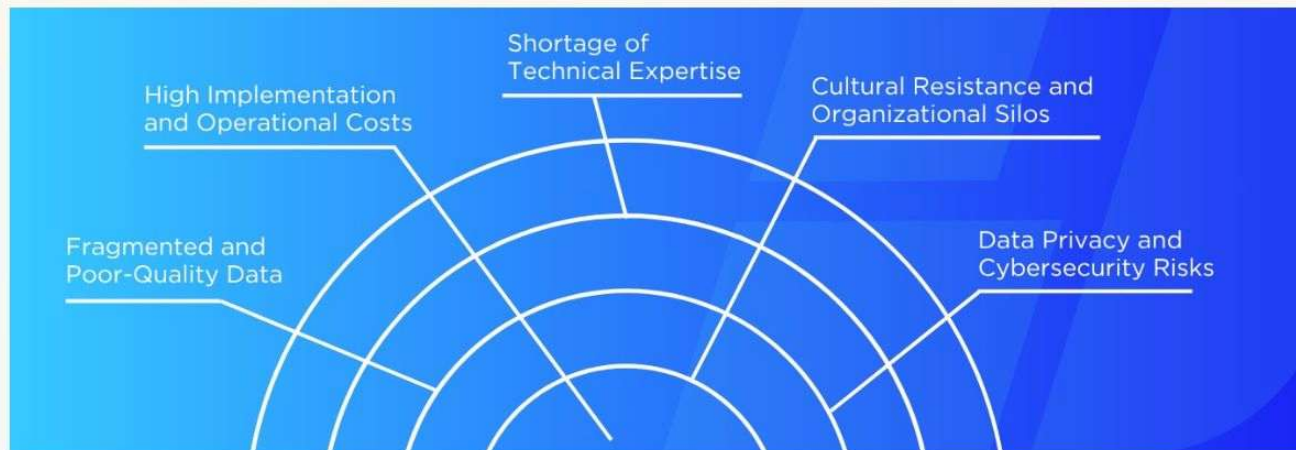 Shortage of
Technical Expertise
High Implementation
and Operational Costs
Cultural Resistance and
Organizational Silos
Fragmented and
Poor-Quality Data
Data Privacy and
Cybersecurity Risks